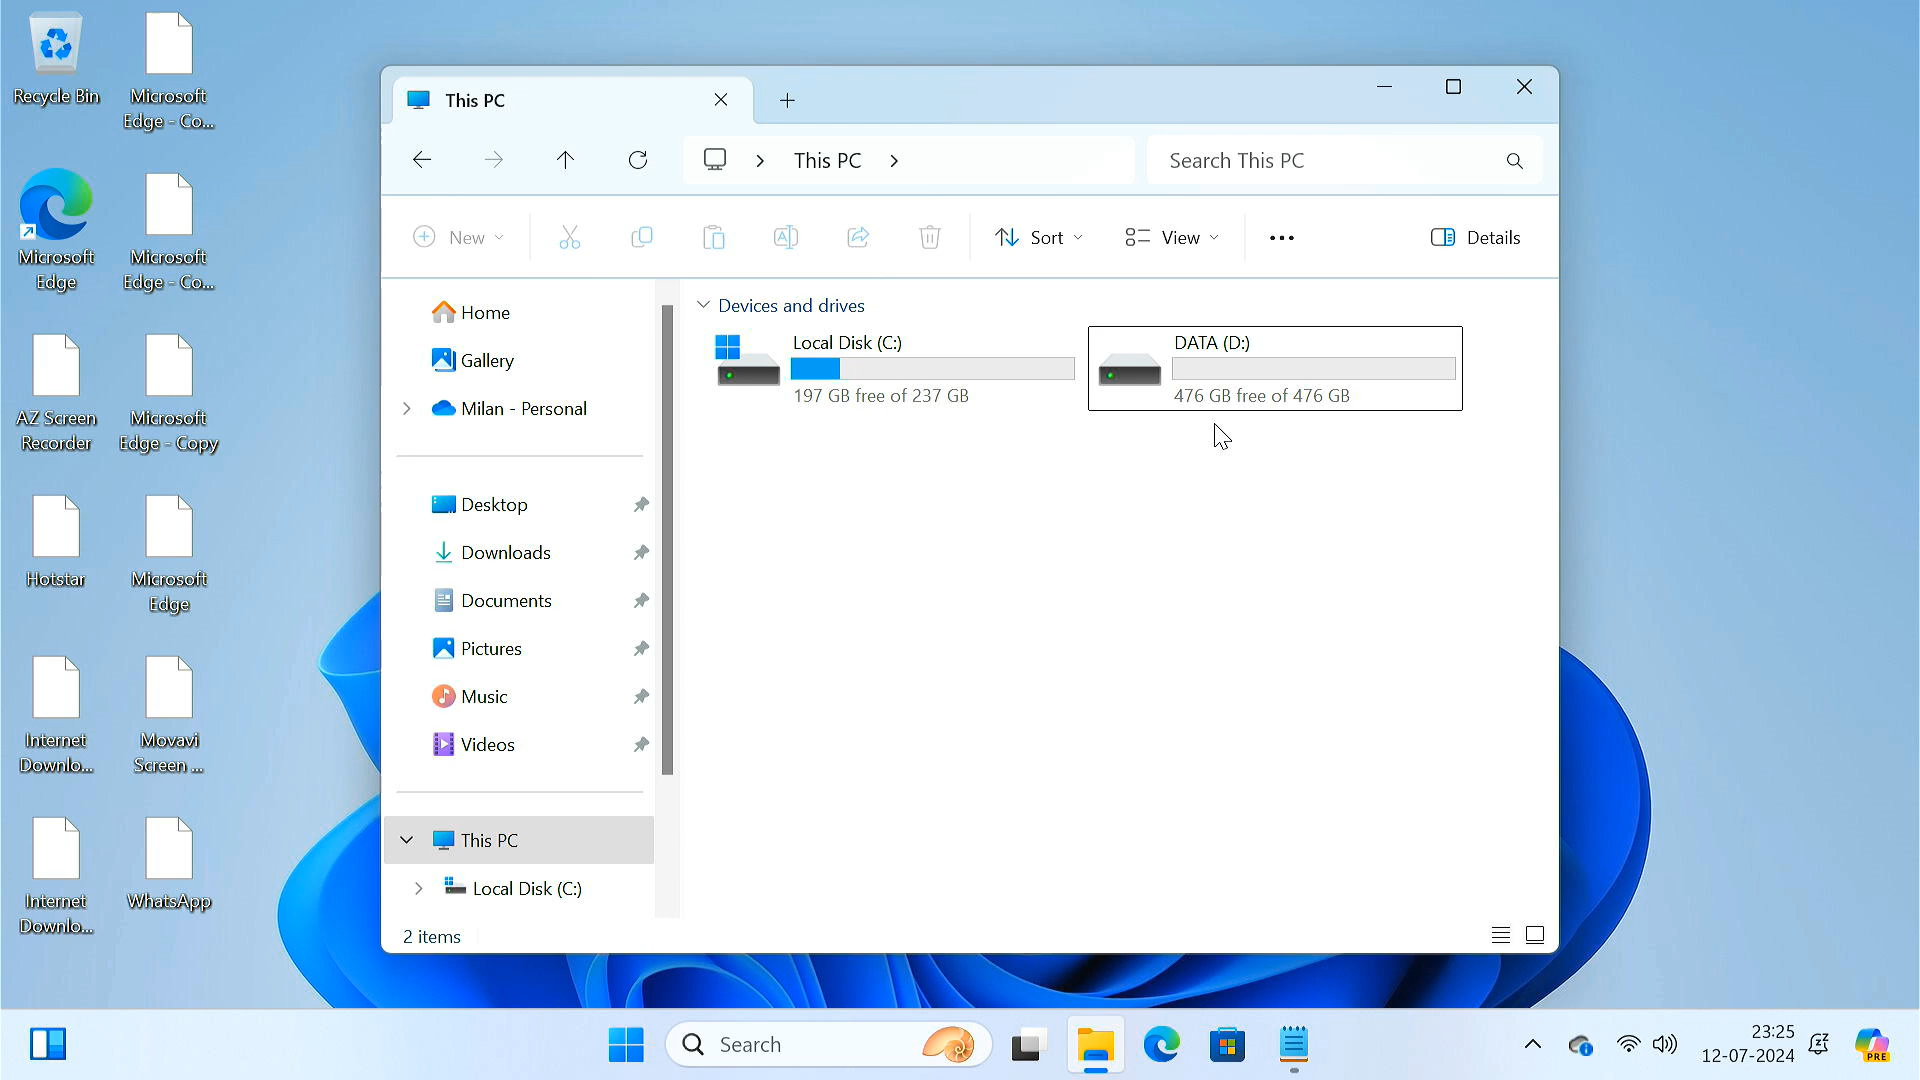 Recycle Bin
Microsoft
Edge - Co...
Microsoft
Edge
Microsoft
Edge - Co...
AZ Screen
Recorder
Microsoft
Edge - Copy
Hotstar
Microsoft
Edge
Internet
Downlo...
Movavi
Screen ...
Internet
Downlo...
WhatsApp
This PC
This PC
Search This PC
New
Sort
View
Details
Home
Gallery
Milan - Personal
Desktop
Downloads
Documents
Pictures
Music
Videos
This PC
Local Disk (C:)
Devices and drives
Local Disk (C:)
197 GB free of 237 GB
DATA (D:)
476 GB free of 476 GB
2 items
Search
23:25
12-07-2024
PRE